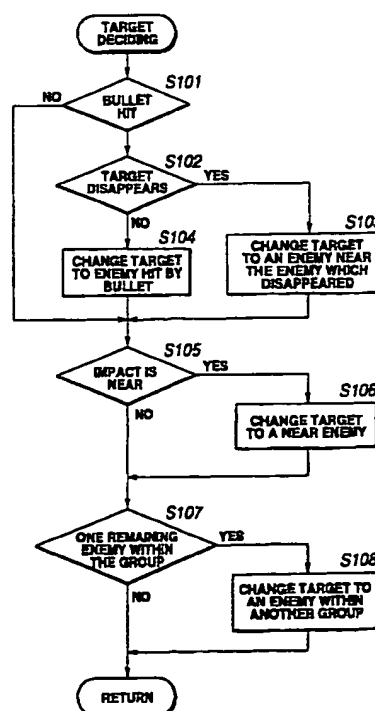 TARGET
DECIDING
S101
NO
BULLET
HIT
S102
TARGET
DISAPPEARS
YES
NO
S103
S104
CHANGE TARGET
TO ENEMY HIT BY
BULLET
CHANGE TARGET
TO AN ENEMY NEAR
THE ENEMY WHICH
DISAPPEARED
S105
IMPACT IS
NEAR
YES
NO
S106
CHANGE TARGET
TO A NEAR ENEMY
S107
ONE REMAINING
ENEMY WITHIN
THE GROUP
YES
NO
S108
CHANGE TARGET TO
AN ENEMY WITHIN
ANOTHER GROUP
RETURN